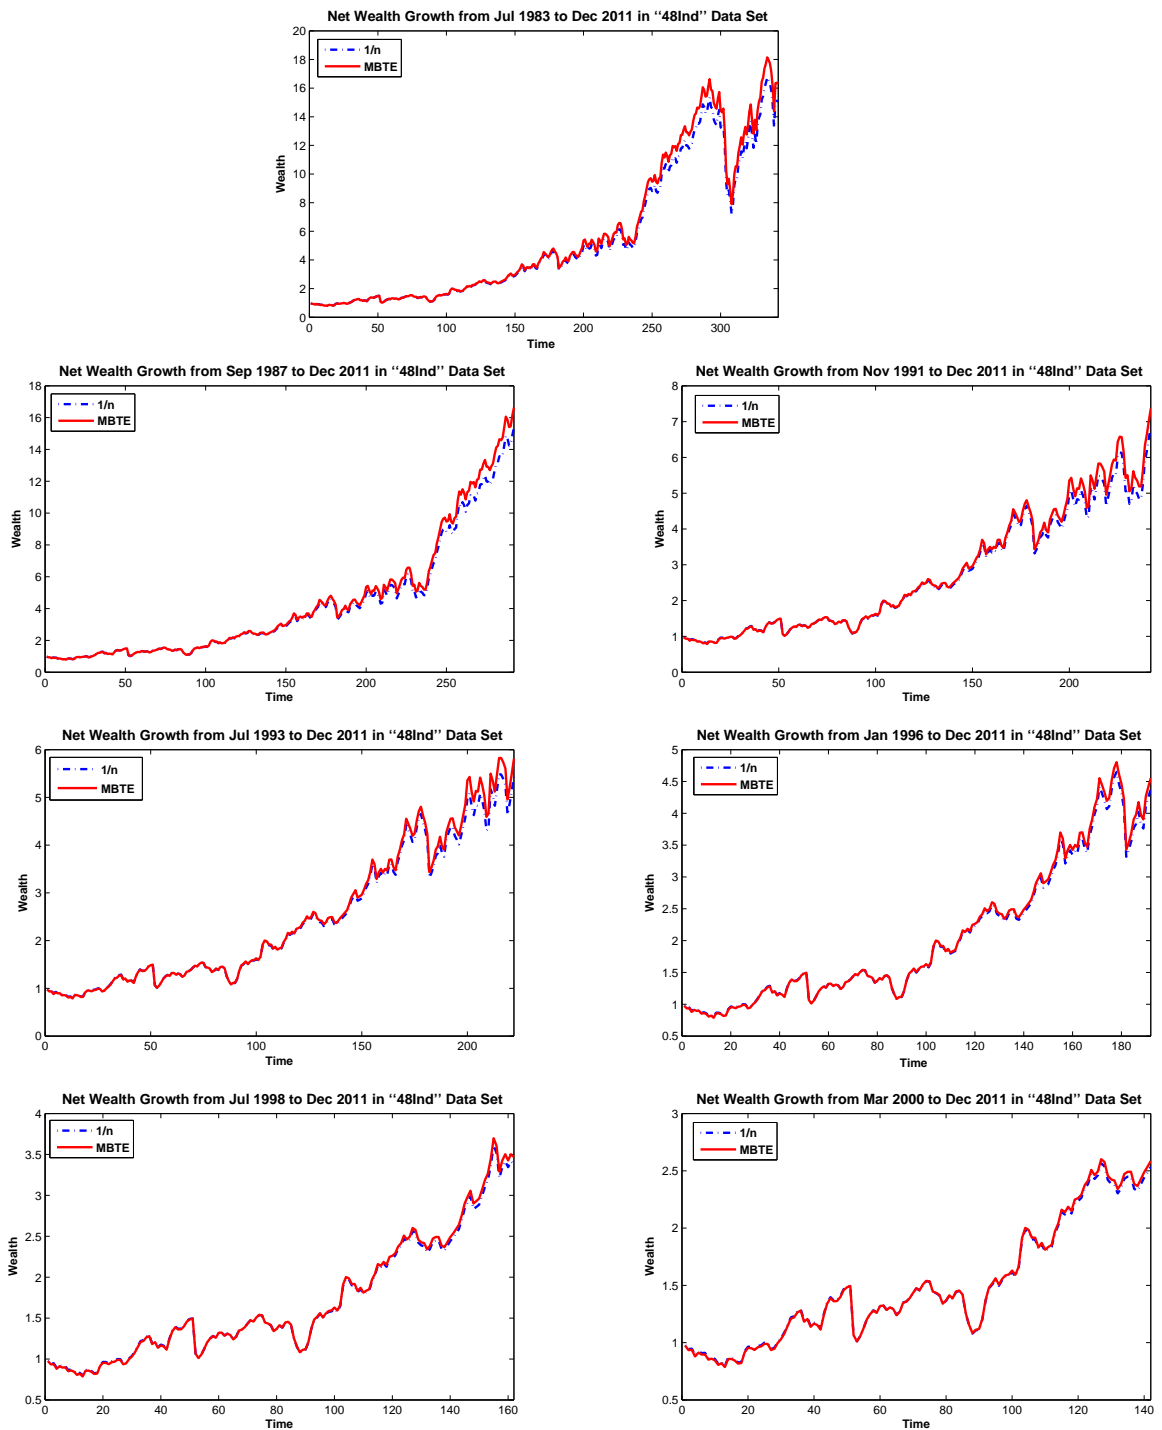 Net Wealth Growth from Jul 1983 to Dec 2011 in ‘‘48Ind’’ Data Set
20
18
16
14
12
10
8
6
4
2
0
Wealth
1/n
MBTE
0 50 100 150 200 250 300
Time
Net Wealth Growth from Sep 1987 to Dec 2011 in ‘‘48Ind’’ Data Set
18
16
14
12
10
8
6
4
2
0
Wealth
1/n
MBTE
0 50 100 150 200 250
Time
Net Wealth Growth from Nov 1991 to Dec 2011 in ‘‘48Ind’’ Data Set
8
7
6
5
4
3
2
1
0
Wealth
1/n
MBTE
0 50 100 150 200
Time
Net Wealth Growth from Jul 1993 to Dec 2011 in ‘‘48Ind’’ Data Set
6
5
4
3
2
1
0
Wealth
1/n
MBTE
50 100 150 200
Time
Net Wealth Growth from Jan 1996 to Dec 2011 in ‘‘48Ind’’ Data Set
5
4.5
4
3.5
3
2.5
2
1.5
1
0.5
Wealth
1/n
MBTE
0 20 40 60 80 100 120 140 160 180
Time
Net Wealth Growth from Jul 1998 to Dec 2011 in ‘‘48Ind’’ Data Set
4
3.5
3
2.5
2
1.5
1
0.5
Wealth
1/n
MBTE
0 20 40 60 80 100 120 140 160
Time
Net Wealth Growth from Mar 2000 to Dec 2011 in ‘‘48Ind’’ Data Set
3
2.5
2
1.5
1
0.5
Wealth
1/n
MBTE
0 20 40 60 80 100 120 140
Time